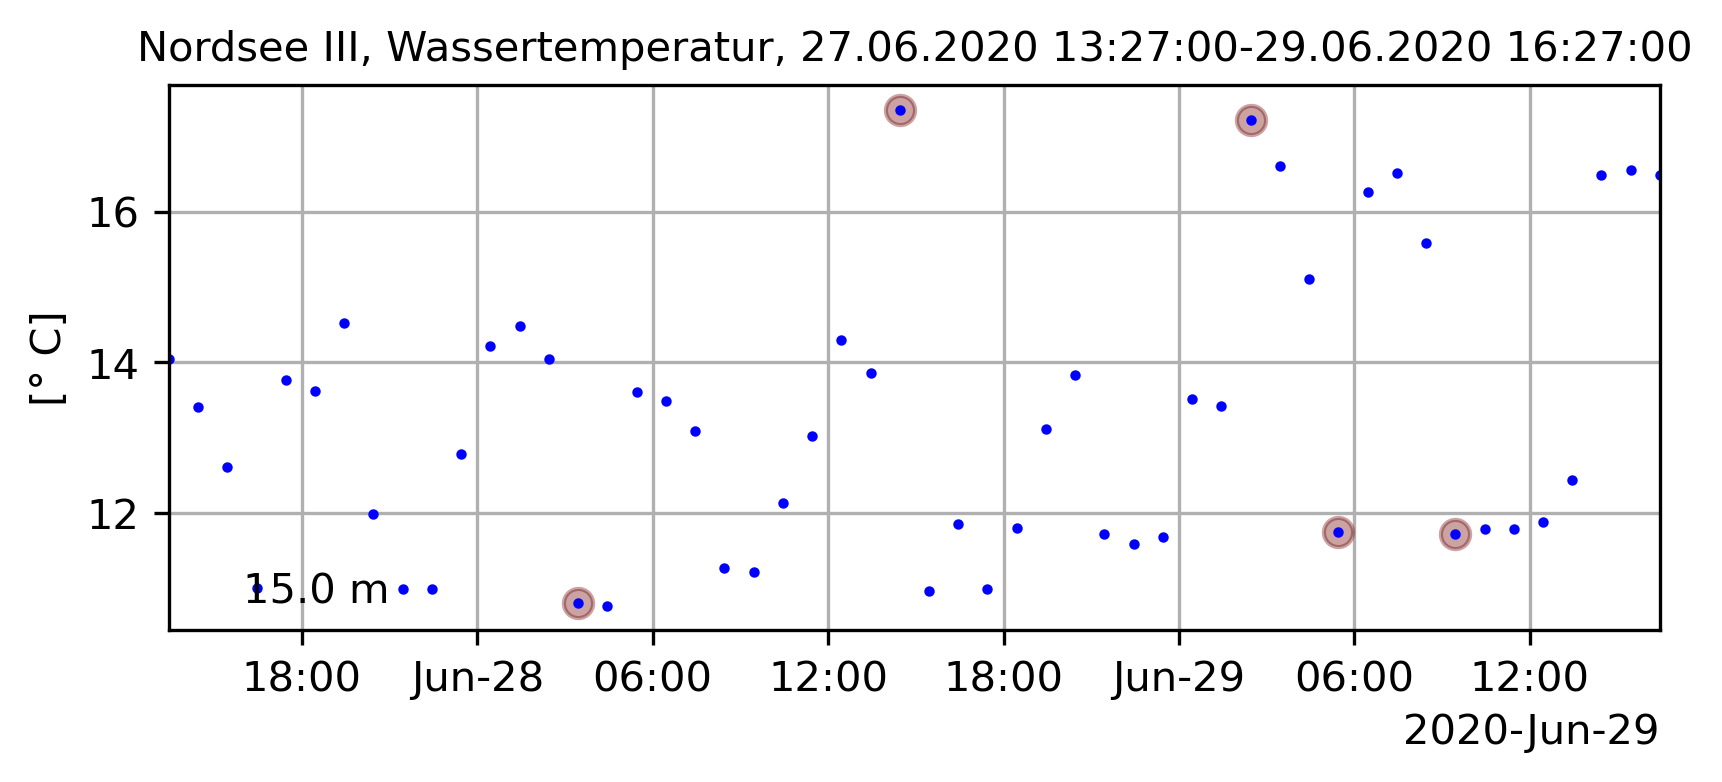 Nordsee III, Wassertemperatur, 27.06.2020 13:27:00-29.06.2020 16:27:00
16
14
12
[° C]
15.0 m
18:00 Jun-28 06:00 12:00 18:00 Jun-29 06:00 12:00
2020-Jun-29